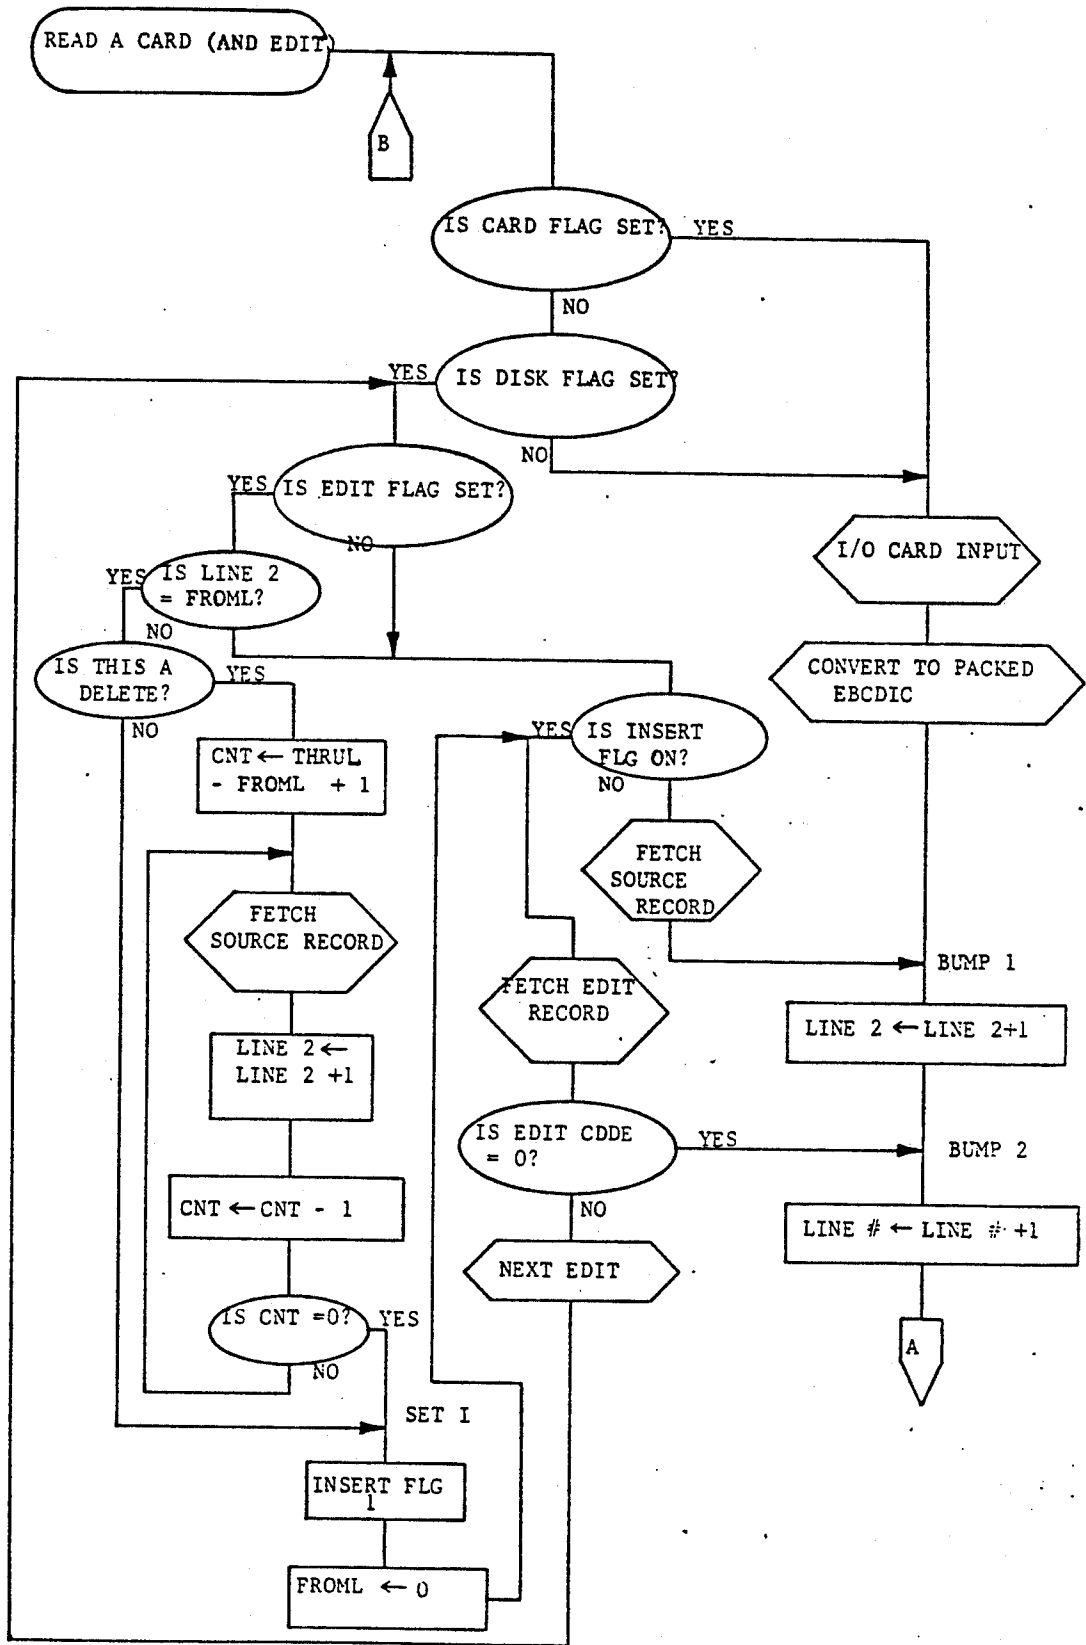 READ A CARD (AND EDIT)
B
IS CARD FLAG SET?
YES
NO
YES
IS DISK FLAG SET?
NO
YES
IS EDIT FLAG SET?
NO
I/O CARD INPUT
YES
IS LINE 2
= FROML?
NO
IS THIS A
DELETE?
YES
NO
CONVERT TO PACKED
EBCDIC
YES
IS INSERT
FLG ON?
NO
CNT ← THRUL
- FROML + 1
FETCH
SOURCE
RECORD
FETCH
SOURCE RECORD
BUMP 1
FETCH EDIT
RECORD
LINE 2 ← LINE 2+1
LINE 2 ←
LINE 2 +1
IS EDIT CDDE
= 0?
YES
BUMP 2
NO
CNT ← CNT - 1
LINE # ← LINE # +1
NEXT EDIT
IS CNT =0?
YES
NO
A
SET I
INSERT FLG
1
FROML ← 0